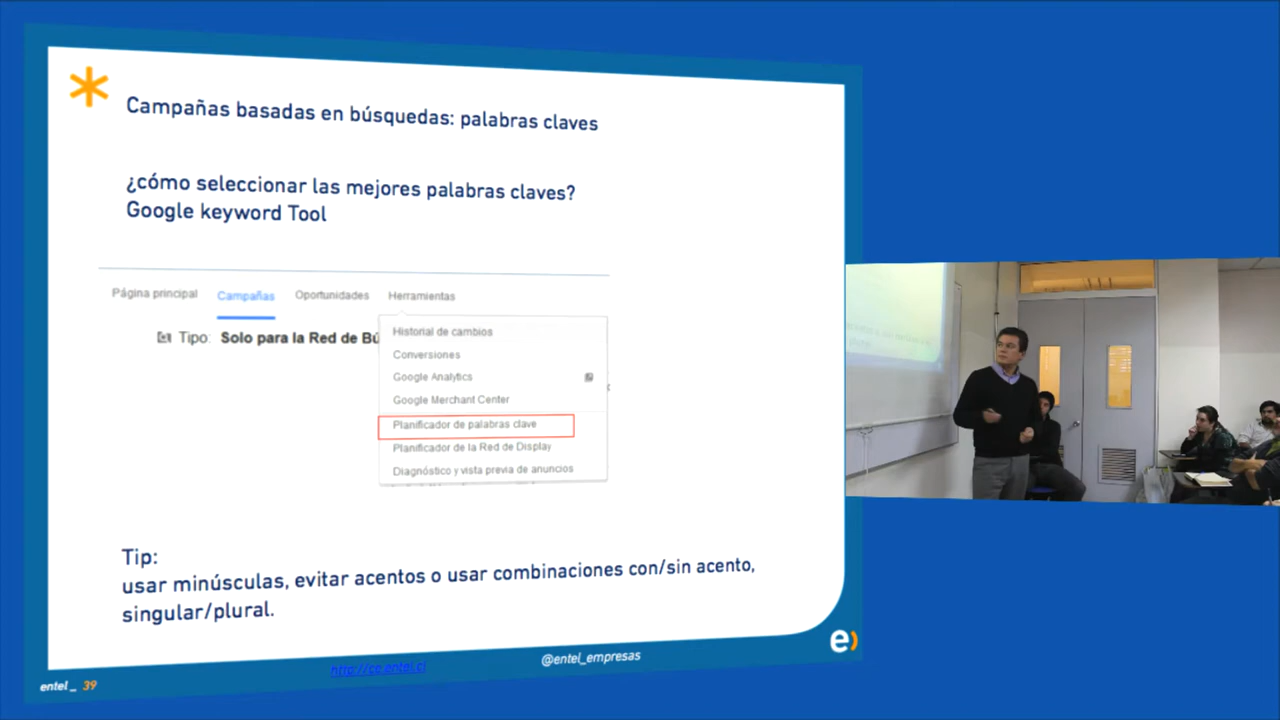 Campañas basadas en búsquedas: palabras claves
¿cómo seleccionar las mejores palabras claves?
Google keyword Tool
Página principal Campañas Oportunidades Herramientas
Tipo: Solo para la Red de Bú
Historial de cambios
Conversiones
Google Analytics
Google Merchant Center
Planificador de palabras clave
Planificador de la Red de Display
Diagnóstico y vista previa de anuncios
Tip:
usar minúsculas, evitar acentos o usar combinaciones con/sin acento,
singular/plural.
e)
entel_ 39
@entel_empresas